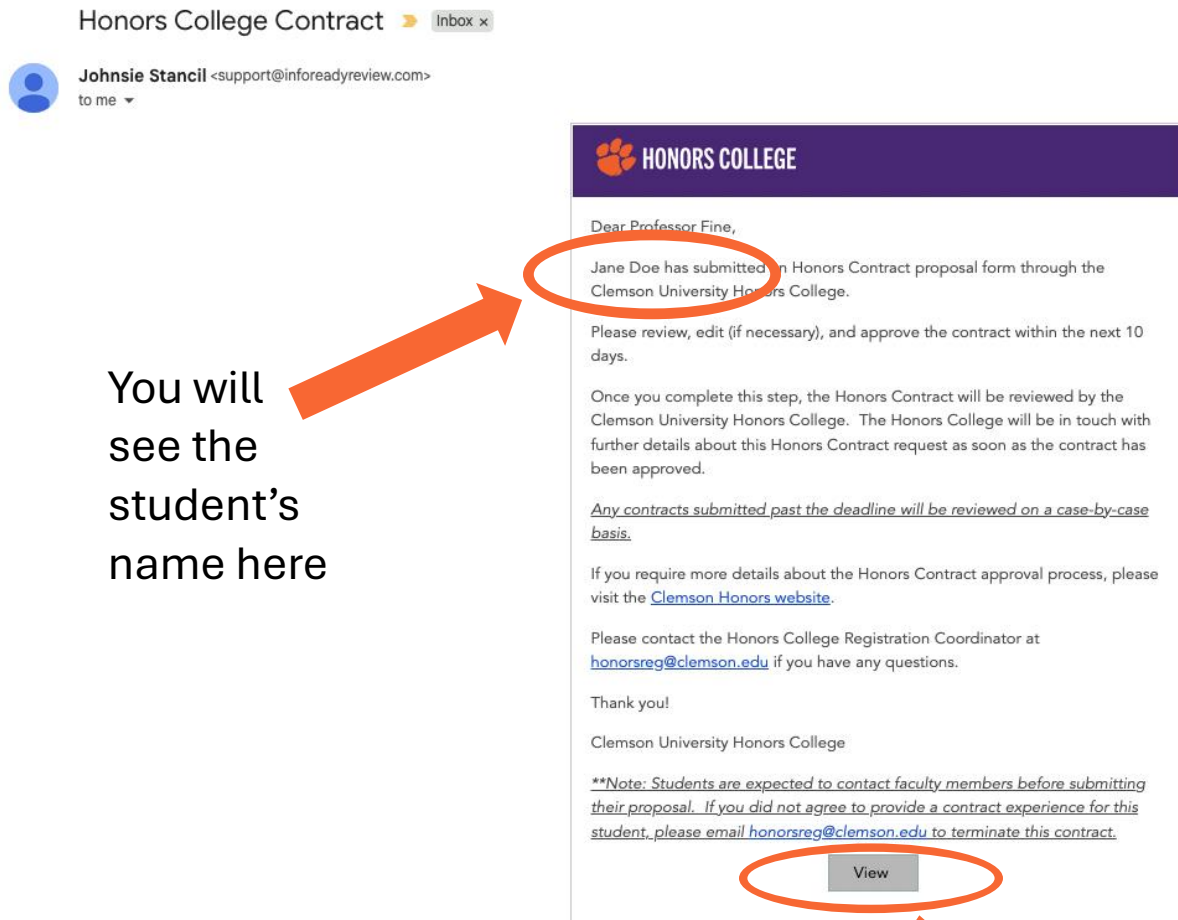 Honors College Contract Inbox ×
Johnsie Stancil <support@inforeadyreview.com>
to me
HONORS COLLEGE
Dear Professor Fine,
Jane Doe has submitted an Honors Contract proposal form through the
Clemson University Honors College.
Please review, edit (if necessary), and approve the contract within the next 10
days.
Once you complete this step, the Honors Contract will be reviewed by the
Clemson University Honors College. The Honors College will be in touch with
further details about this Honors Contract request as soon as the contract has
been approved.
Any contracts submitted past the deadline will be reviewed on a case-by-case
basis.
If you require more details about the Honors Contract approval process, please
visit the Clemson Honors website.
Please contact the Honors College Registration Coordinator at
honorsreg@clemson.edu if you have any questions.
Thank you!
Clemson University Honors College
**Note: Students are expected to contact faculty members before submitting
their proposal. If you did not agree to provide a contract experience for this
student, please email honorsreg@clemson.edu to terminate this contract.
View
You will
see the
student’s
name here